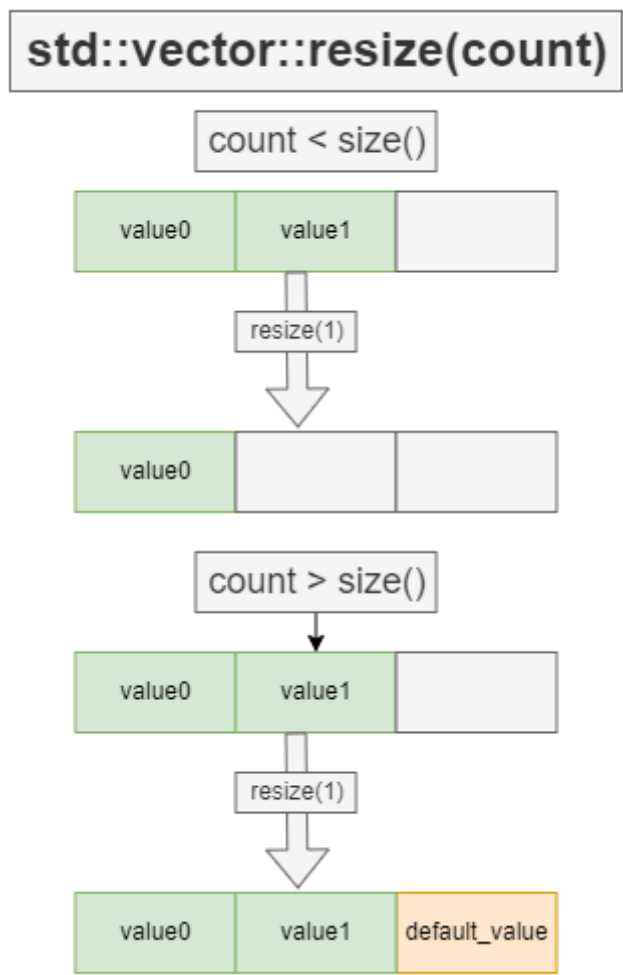 std::vector::resize(count)
count < size()
value0 value1
resize(1)
value0
count > size()
value0 value1
resize(1)
value0 value1 default_value